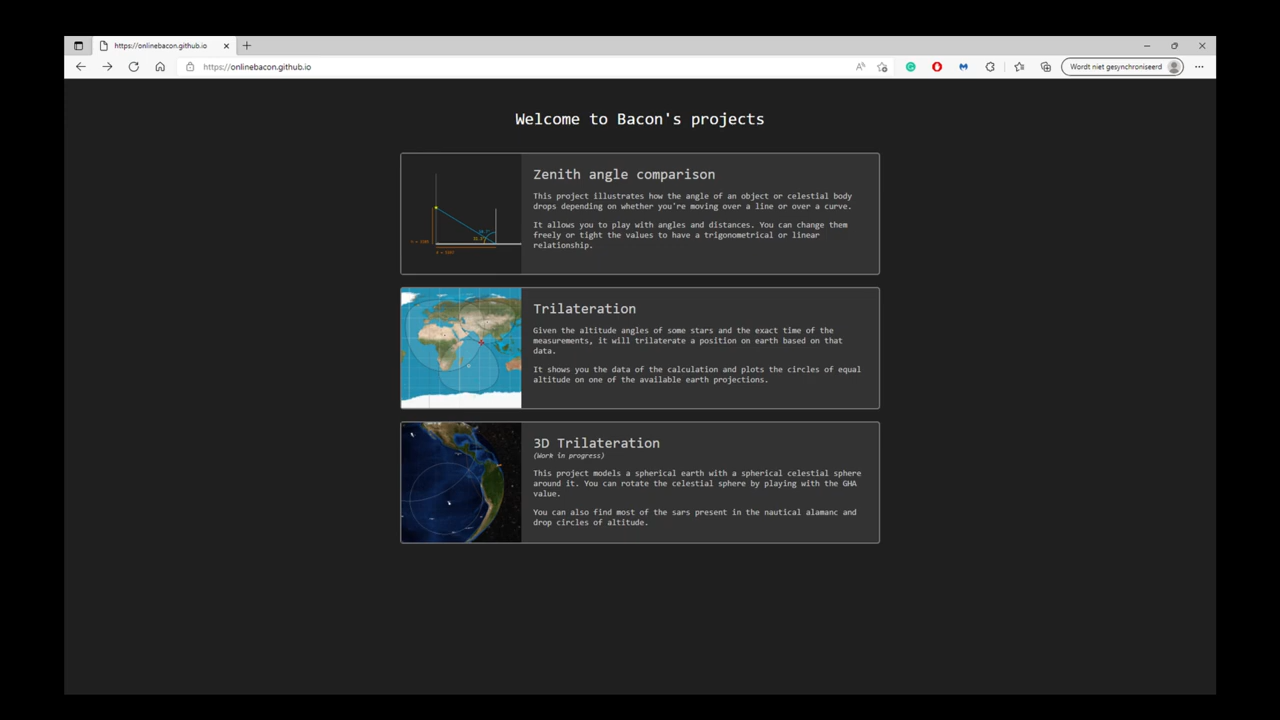 https://onlinebacon.github.io
https://onlinebacon.github.io
Wordt niet gesynchroniseerd
Welcome to Bacon's projects
Zenith angle comparison
This project illustrates how the angle of an object or celestial body
drops depending on whether you're moving over a line or over a curve.
It allows you to play with angles and distances. You can change them
freely or tight the values to have a trigonometrical or linear
relationship.
Trilateration
Given the altitude angles of some stars and the exact time of the
measurements, it will trilaterate a position on earth based on that
data.
It shows you the data of the calculation and plots the circles of equal
altitude on one of the available earth projections.
3D Trilateration
(Work in progress)
This project models a spherical earth with a spherical celestial sphere
around it. You can rotate the celestial sphere by playing with the GHA
value.
You can also find most of the sars present in the nautical alamanc and
drop circles of altitude.